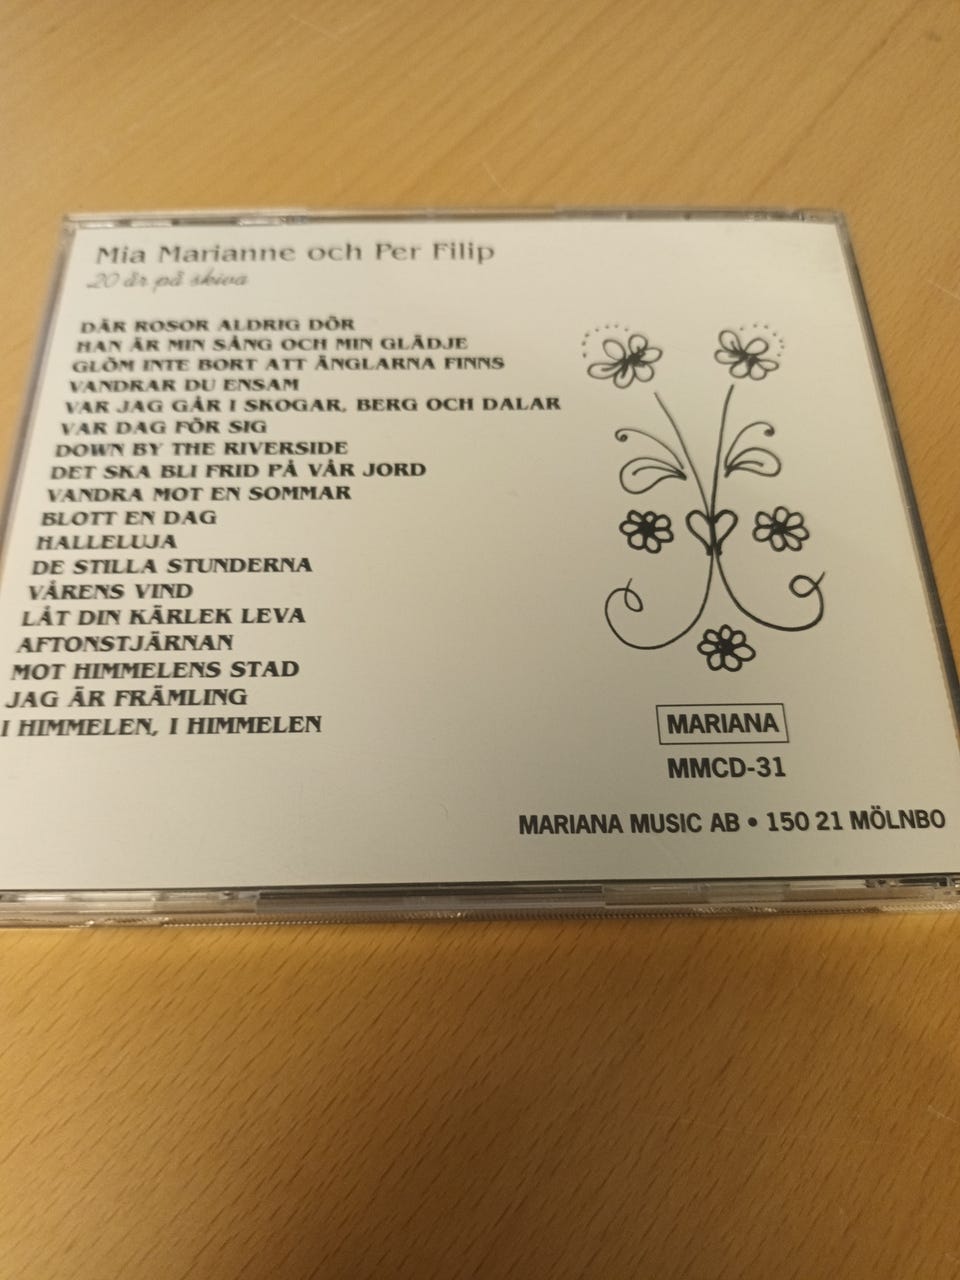 Mia Marianne och Per Filip
20 år på skiva
DÄR ROSOR ALDRIG DÖR
HAN ÄR MIN SÅNG OCH MIN GLÄDJE
GLÖM INTE BORT ATT ÄNGLARNA FINNS
VANDRAR DU ENSAM
VAR JAG GÅR I SKOGAR, BERG OCH DALAR
VAR DAG FÖR SIG
DOWN BY THE RIVERSIDE
DET SKA BLI FRID PÅ VÅR JORD
VANDRA MOT EN SOMMAR
BLOTT EN DAG
HALLELUJA
DE STILLA STUNDERNA
VÅRENS VIND
LÅT DIN KÄRLEK LEVA
AFTONSTJÄRNAN
MOT HIMMELENS STAD
JAG ÄR FRÄMLING
I HIMMELEN, I HIMMELEN
MARIANA
MMCD-31
MARIANA MUSIC AB • 150 21 MÖLNBO